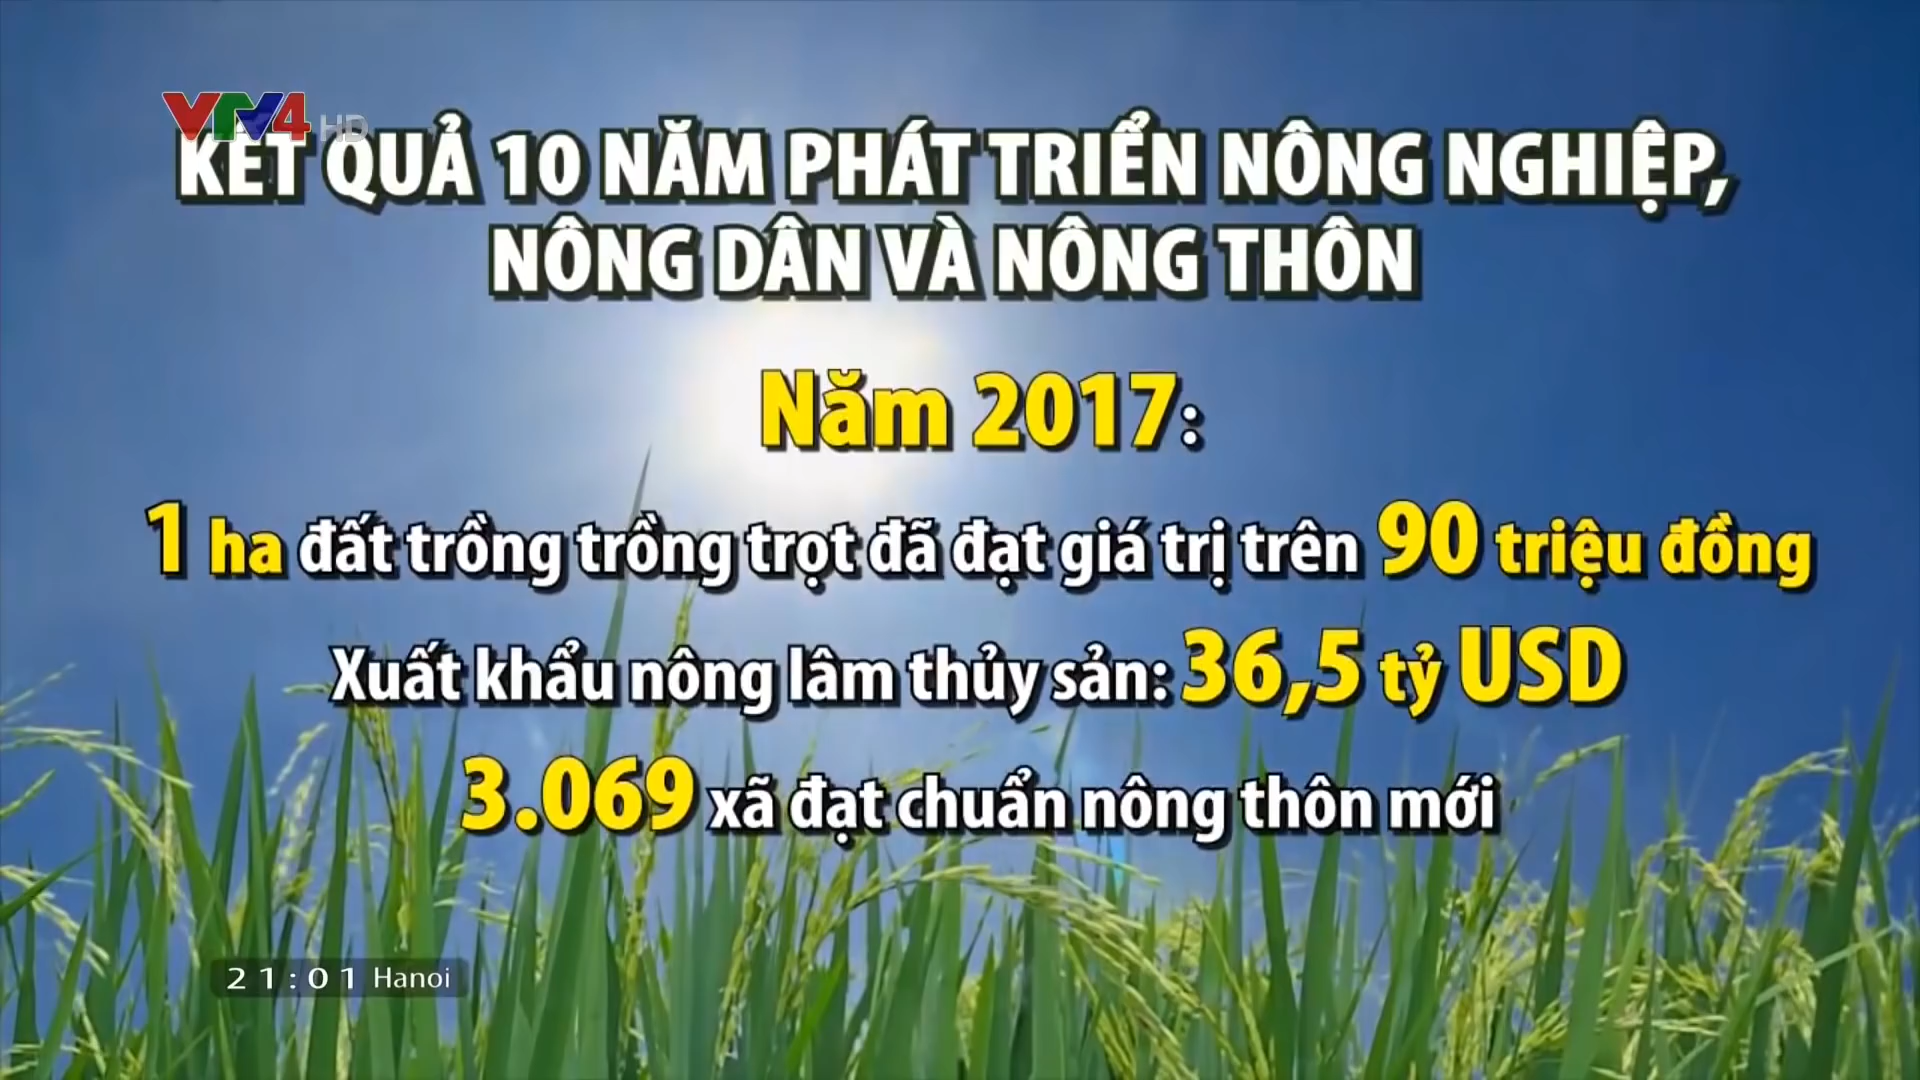 VTV4 HD
KẾT QUẢ 10 NĂM PHÁT TRIỂN NÔNG NGHIỆP,
NÔNG DÂN VÀ NÔNG THÔN
Năm 2017:
1 ha đất trồng trồng trọt đã đạt giá trị trên 90 triệu đồng
Xuất khẩu nông lâm thủy sản: 36,5 tỷ USD
3.069 xã đạt chuẩn nông thôn mới
21:01 Hanoi